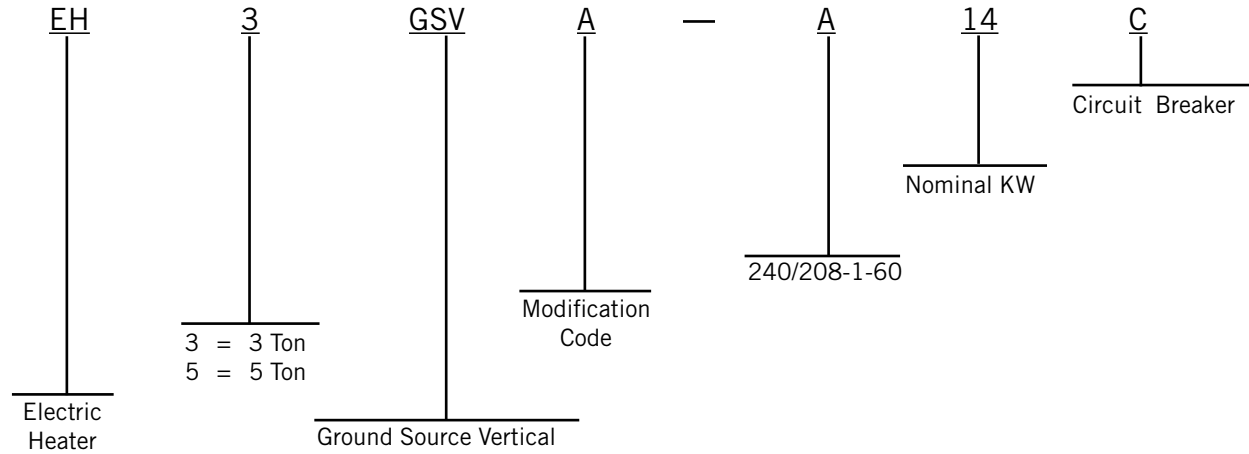 EH 3 GSV A — A 14 C
Circuit Breaker
Nominal KW
240/208-1-60
Modification
Code
3 = 3 Ton
5 = 5 Ton
Electric
Heater
Ground Source Vertical